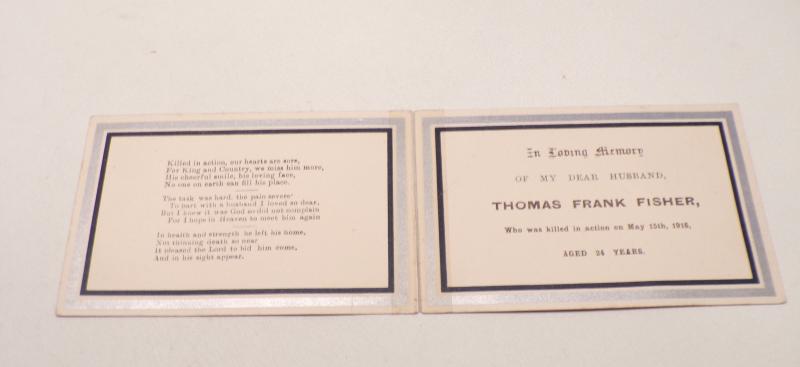 Killed in action, our hearts are sore,
For King and Country, we miss him more,
His cheerful smile, his loving face,
No one on earth can fill his place.
The task was hard, the pain severe
To part with a husband I loved so dear,
But I knew it was God so did not complain
For I hope in Heaven to meet him again
In health and strength he left his home,
Not thinking death so near
It pleased the Lord to bid him come,
And in his sight appear.
In Loving Memory
OF MY DEAR HUSBAND,
THOMAS FRANK FISHER,
Who was killed in action on May 15th,
AGED 24 YEARS.